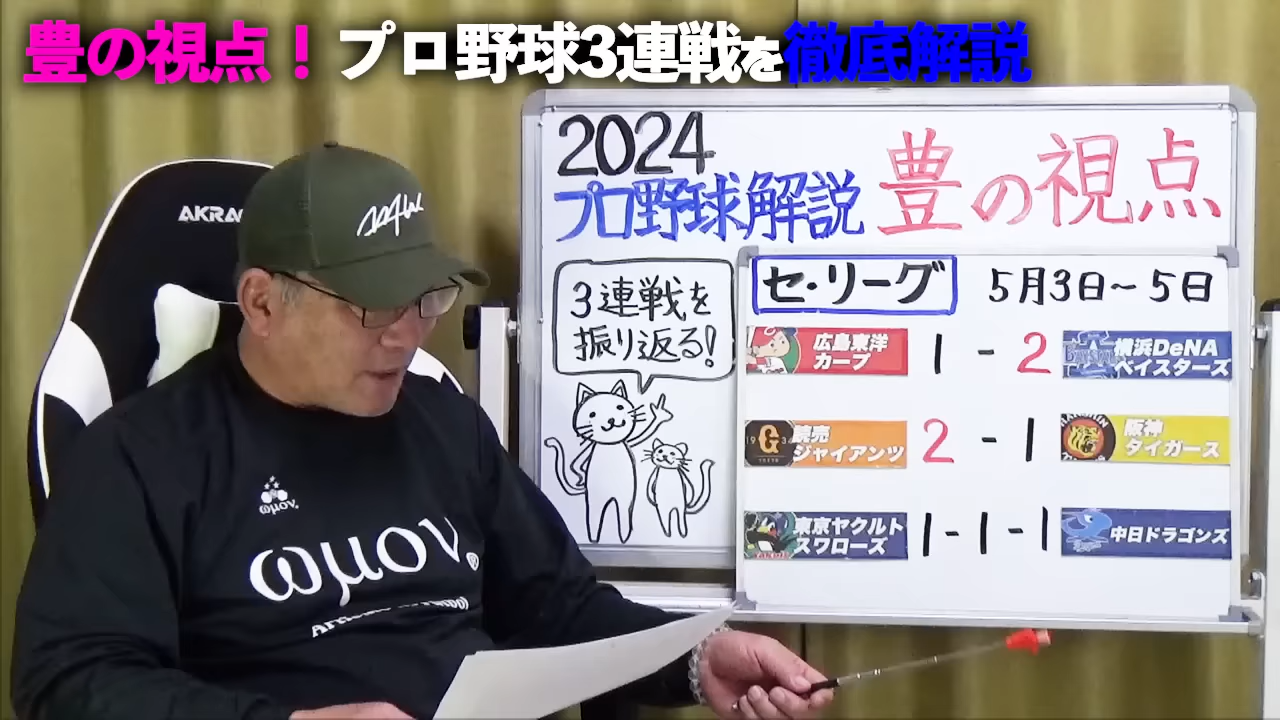 豊の視点！プロ野球3連戦を徹底解説
2024
プロ野球解説 豊の視点
3連戦を
振り返る!
セ・リーグ 5月3日～5日
広島東洋
カープ
1 - 2
横浜DeNA
ベイスターズ
読売
ジャイアンツ
2 - 1
阪神
タイガース
東京ヤクルト
スワローズ
1 - 1 - 1
中日ドラゴンズ
ωμον
ωμον